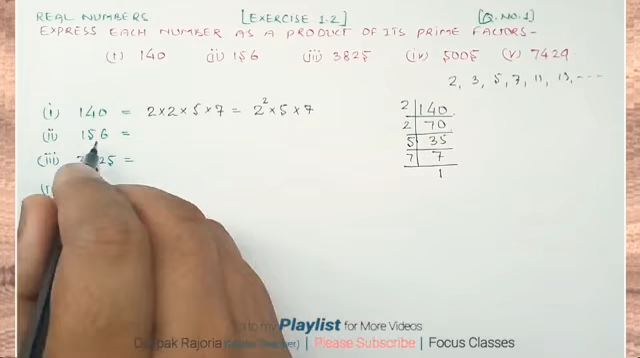 REAL NUMBERS [EXERCISE 1.2] [Q.NO.1]
EXPRESS EACH NUMBER AS A PRODUCT OF ITS PRIME FACTORS-
(i) 140 (ii) 156 (iii) 3825 (iv) 5005 (v) 7429
2, 3, 5, 7, 11, 13, ---
(i) 140 = 2×2×5×7 = 2²×5×7
(ii) 156 =
(iii) 25 =
2 140
2 70
5 35
7 7
1
to my Playlist for More Videos
Deepak Rajoria | Please Subscribe | Focus Classes